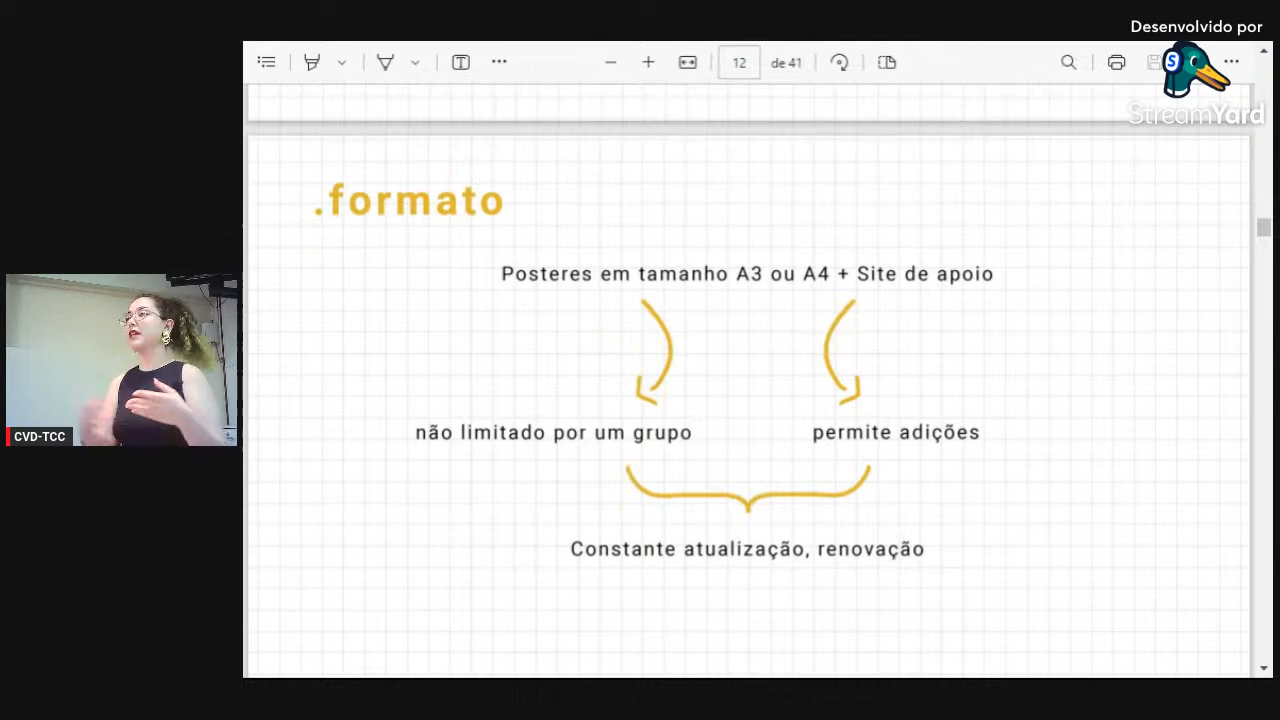 Desenvolvido por
12 de 41
StreamYard
.formato
Posteres em tamanho A3 ou A4 + Site de apoio
não limitado por um grupo
permite adições
Constante atualização, renovação
CVD-TCC